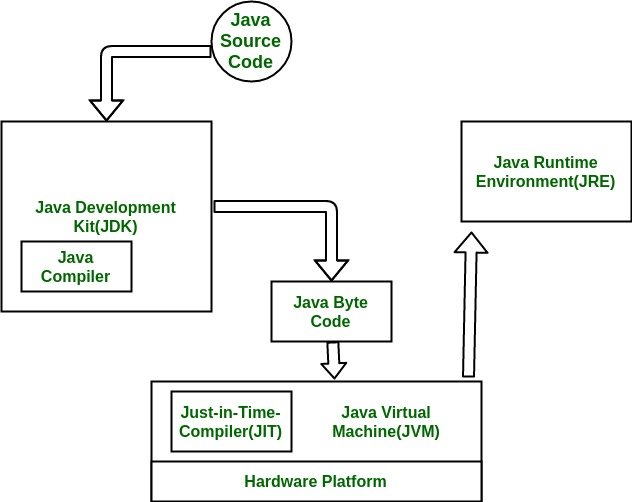 Java
Source
Code
Java Development
Kit(JDK)
Java
Compiler
Java Runtime
Environment(JRE)
Java Byte
Code
Just-in-Time-
Compiler(JIT)
Java Virtual
Machine(JVM)
Hardware Platform